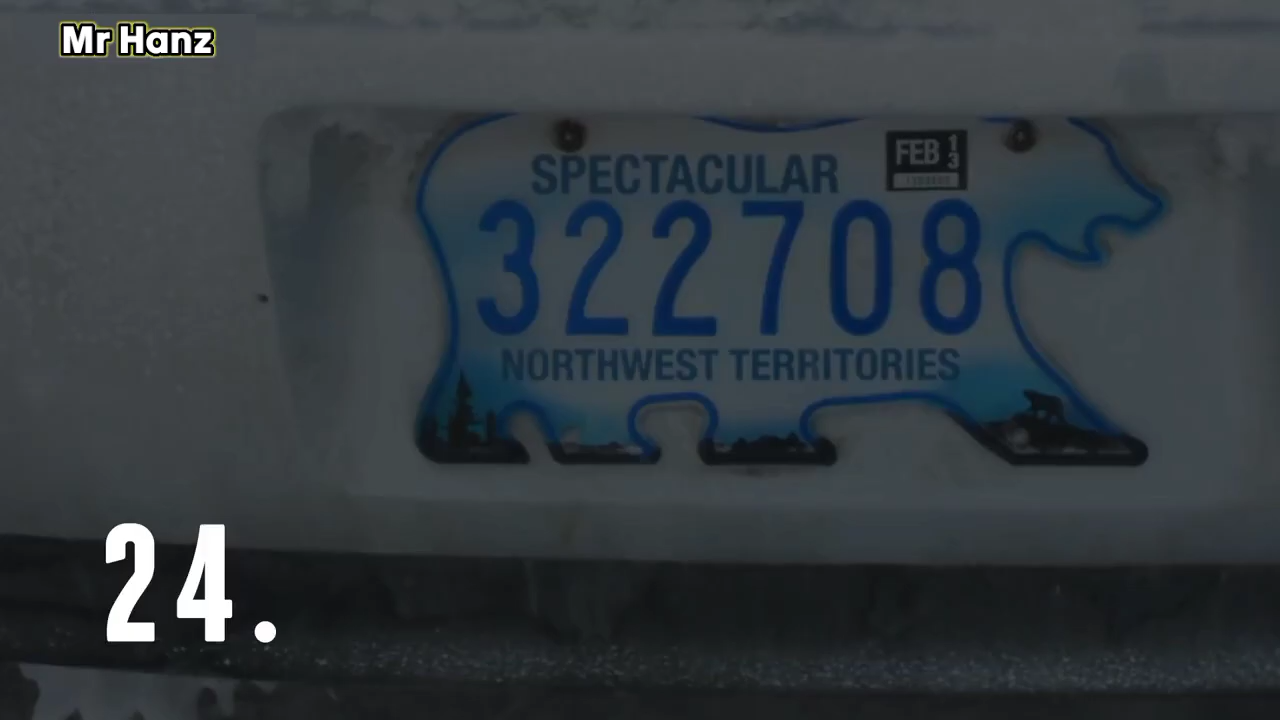 Mr Hanz
SPECTACULAR
FEB 13
322708
NORTHWEST TERRITORIES
24.